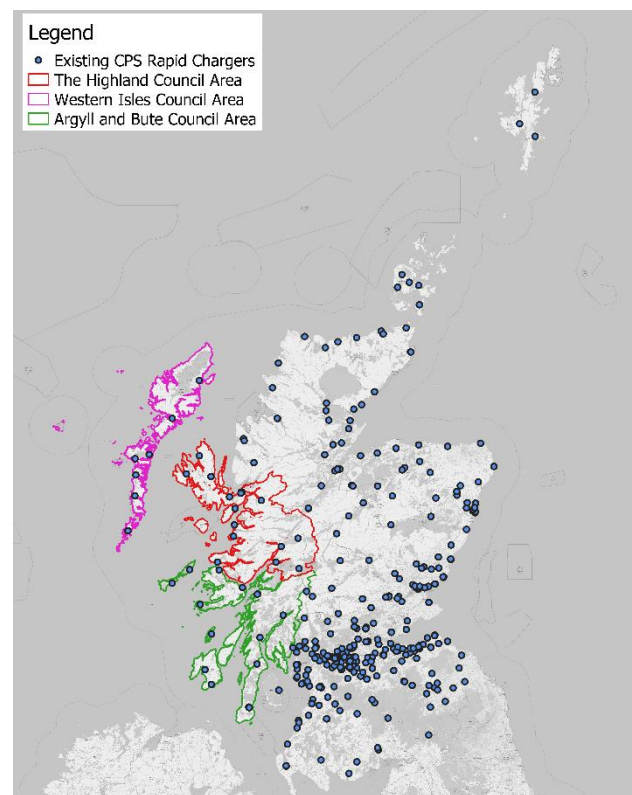 Legend
Existing CPS Rapid Chargers
The Highland Council Area
Western Isles Council Area
Argyll and Bute Council Area